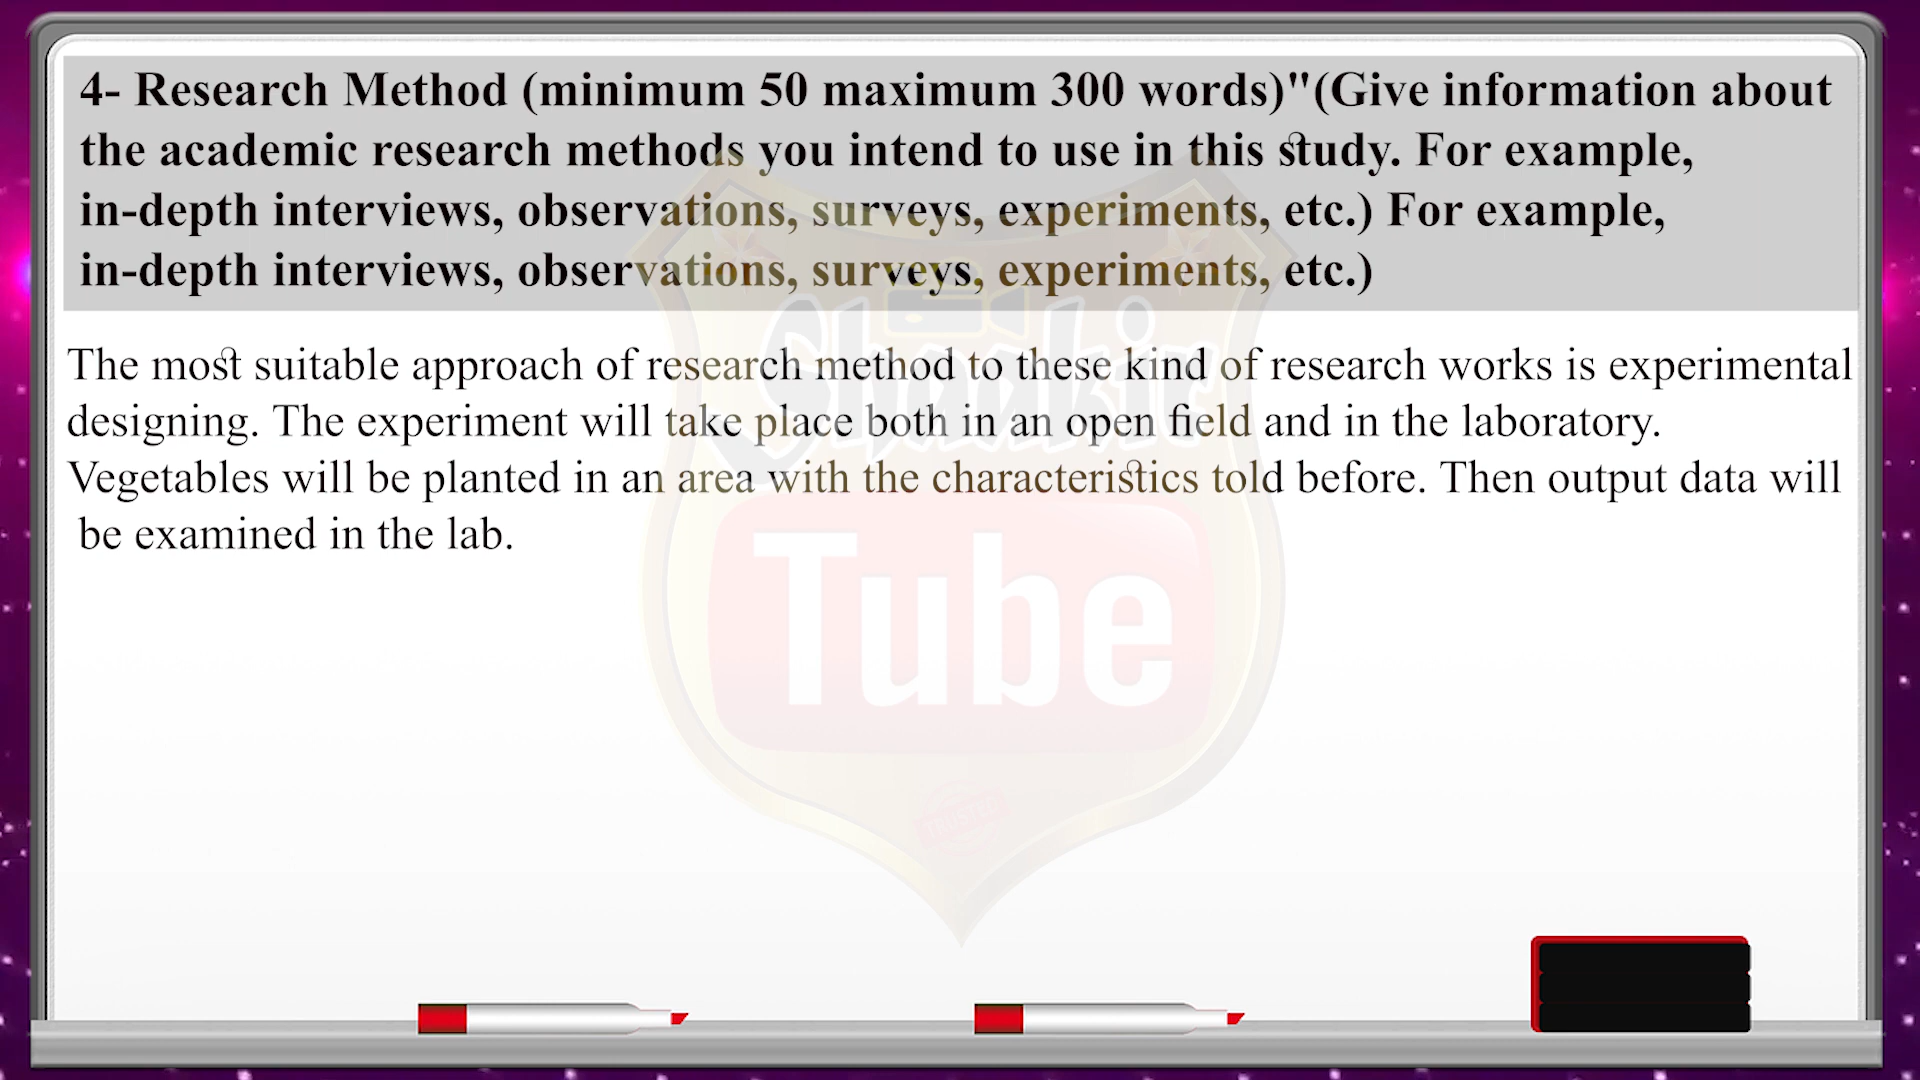 4- Research Method (minimum 50 maximum 300 words)"(Give information about
the academic research methods you intend to use in this study. For example,
in-depth interviews, observations, surveys, experiments, etc.) For example,
in-depth interviews, observations, surveys, experiments, etc.)
The most suitable approach of research method to these kind of research works is experimental
designing. The experiment will take place both in an open field and in the laboratory.
Vegetables will be planted in an area with the characteristics told before. Then output data will
be examined in the lab.
Shaakir
Tube
TRUSTED